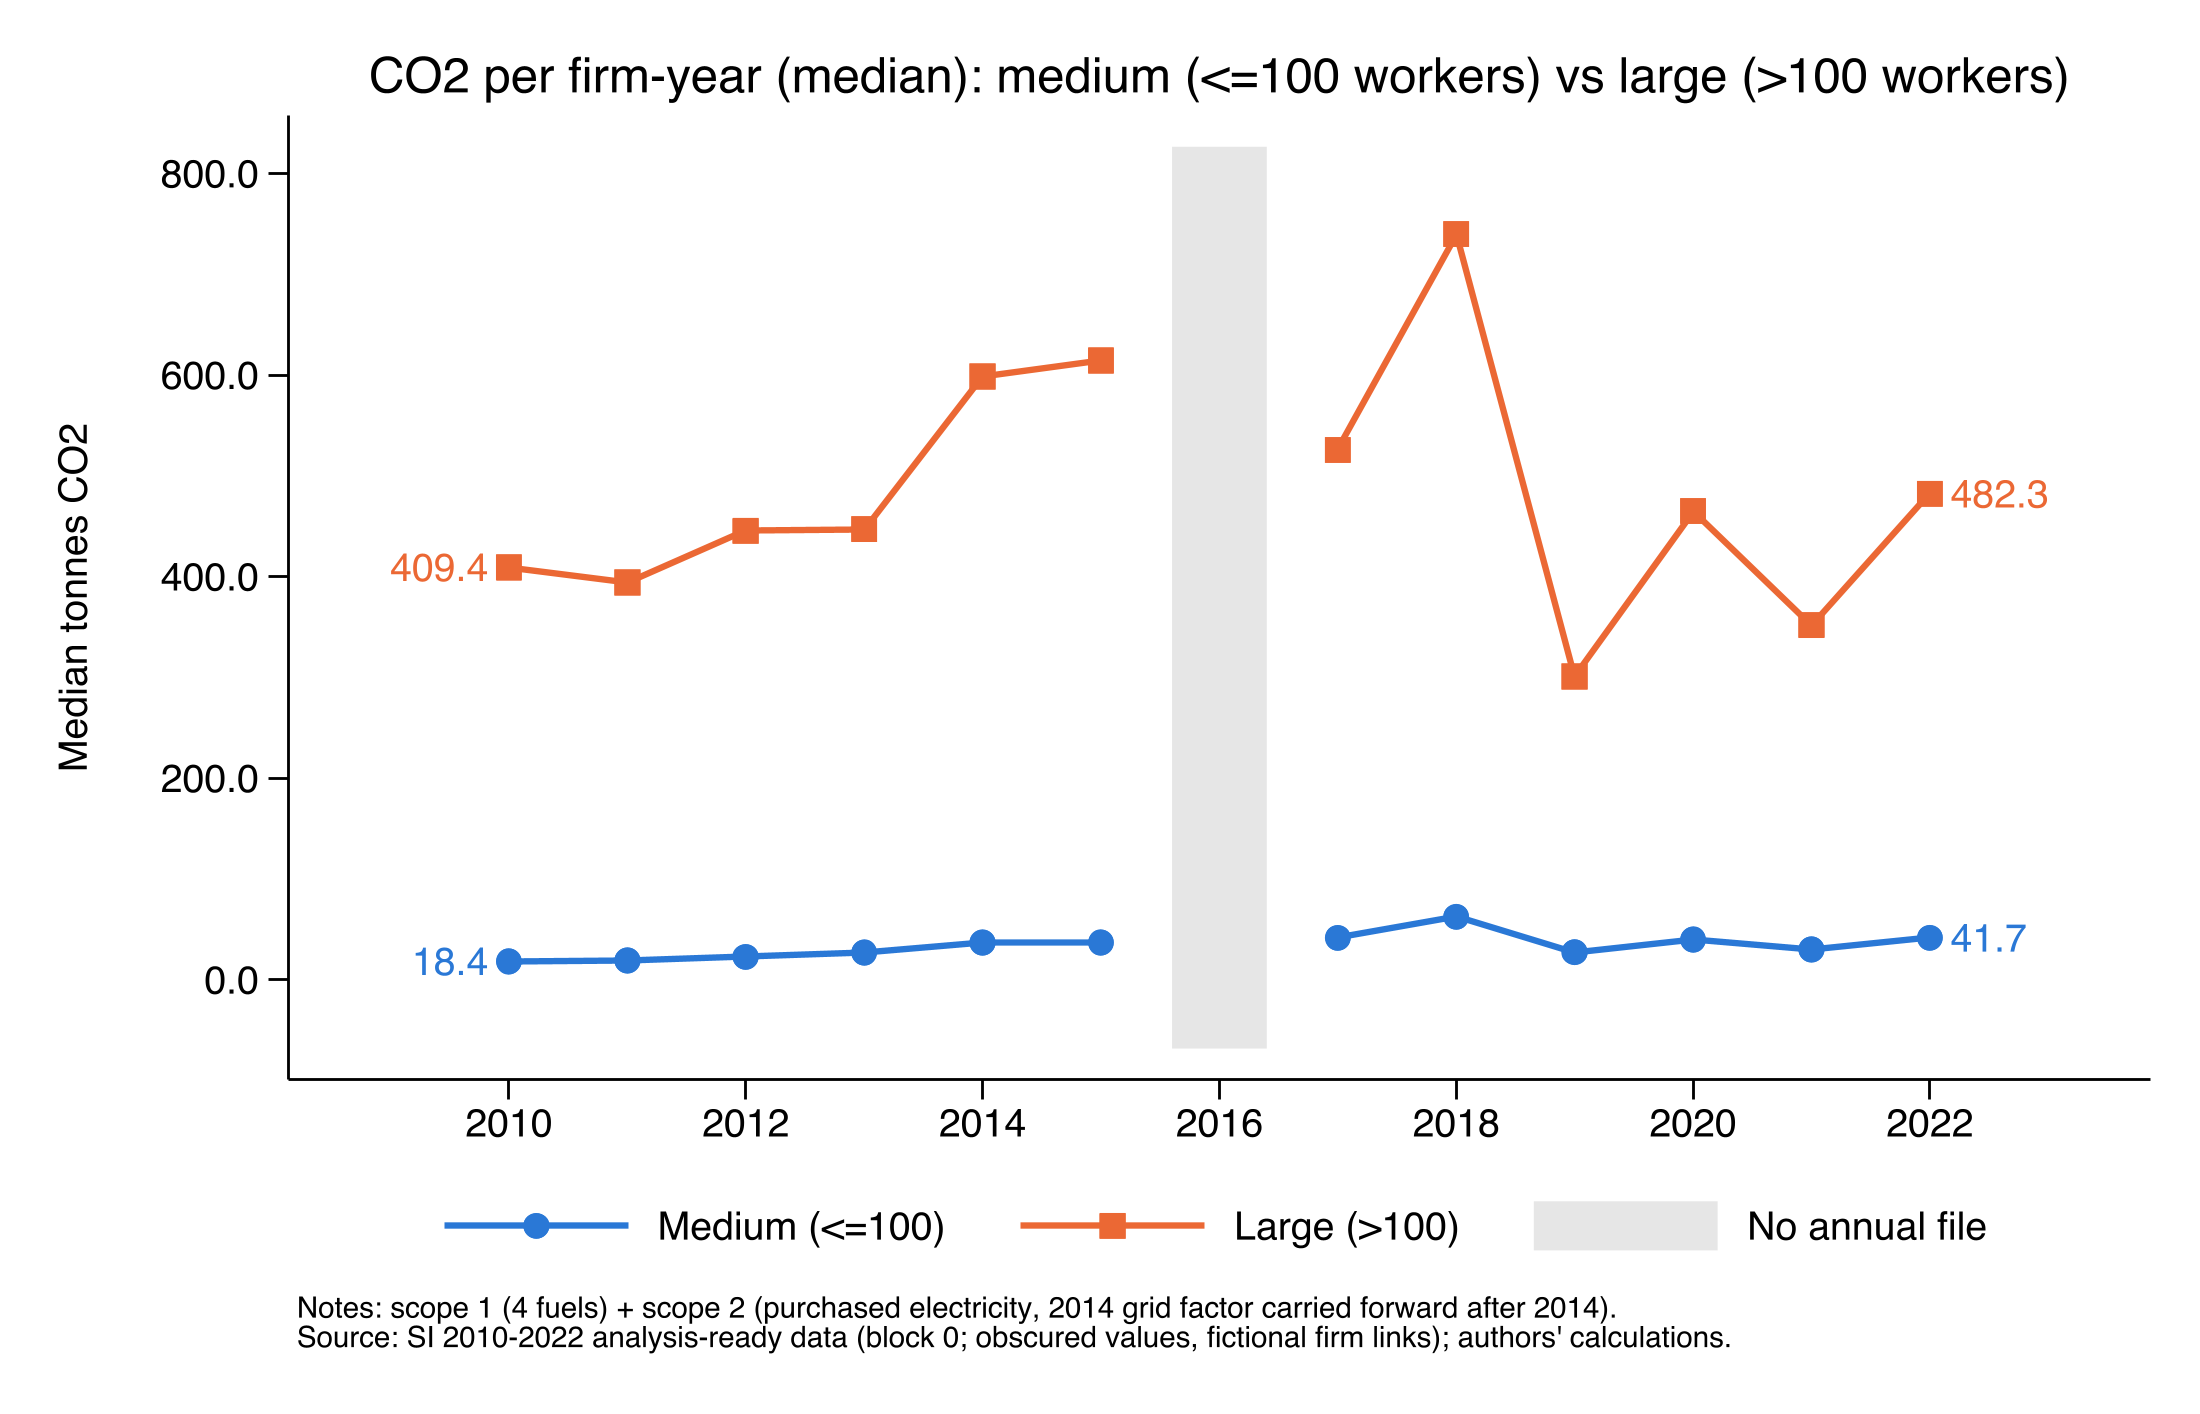 CO2 per firm-year (median): medium (<=100 workers) vs large (>100 workers)
Median tonnes CO2
800.0
600.0
400.0
200.0
0.0
409.4
482.3
18.4
41.7
2010
2012
2014
2016
2018
2020
2022
Medium (<=100)
Large (>100)
No annual file
Notes: scope 1 (4 fuels) + scope 2 (purchased electricity, 2014 grid factor carried forward after 2014).
Source: SI 2010-2022 analysis-ready data (block 0; obscured values, fictional firm links); authors' calculations.